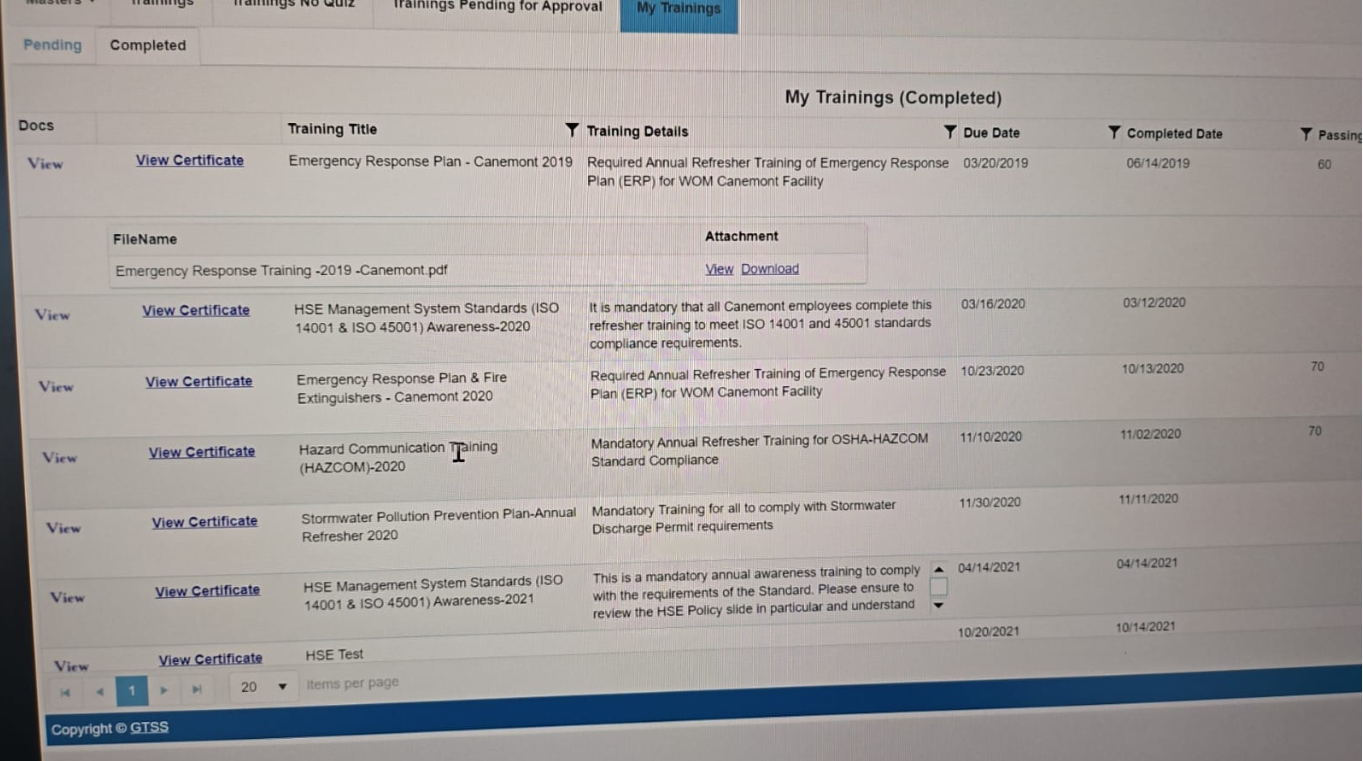 Trainings
Trainings No Quiz
Trainings Pending for Approval
My Trainings
Pending
Completed
My Trainings (Completed)
Docs
Training Title
Training Details
Due Date
Completed Date
Passing
View
View Certificate
Emergency Response Plan - Canemont 2019
Required Annual Refresher Training of Emergency Response
Plan (ERP) for WOM Canemont Facility
03/20/2019
06/14/2019
60
FileName
Attachment
Emergency Response Training -2019 -Canemont.pdf
View Download
View
View Certificate
HSE Management System Standards (ISO
14001 & ISO 45001) Awareness-2020
It is mandatory that all Canemont employees complete this
refresher training to meet ISO 14001 and 45001 standards
compliance requirements.
03/16/2020
03/12/2020
View
View Certificate
Emergency Response Plan & Fire
Extinguishers - Canemont 2020
Required Annual Refresher Training of Emergency Response
Plan (ERP) for WOM Canemont Facility
10/23/2020
10/13/2020
70
View
View Certificate
Hazard Communication Training
(HAZCOM)-2020
Mandatory Annual Refresher Training for OSHA-HAZCOM
Standard Compliance
11/10/2020
11/02/2020
70
View
View Certificate
Stormwater Pollution Prevention Plan-Annual
Refresher 2020
Mandatory Training for all to comply with Stormwater
Discharge Permit requirements
11/30/2020
11/11/2020
View
View Certificate
HSE Management System Standards (ISO
14001 & ISO 45001) Awareness-2021
This is a mandatory annual awareness training to comply
with the requirements of the Standard. Please ensure to
review the HSE Policy slide in particular and understand
04/14/2021
04/14/2021
View
View Certificate
HSE Test
10/20/2021
10/14/2021
1
20
items per page
Copyright © GTSS